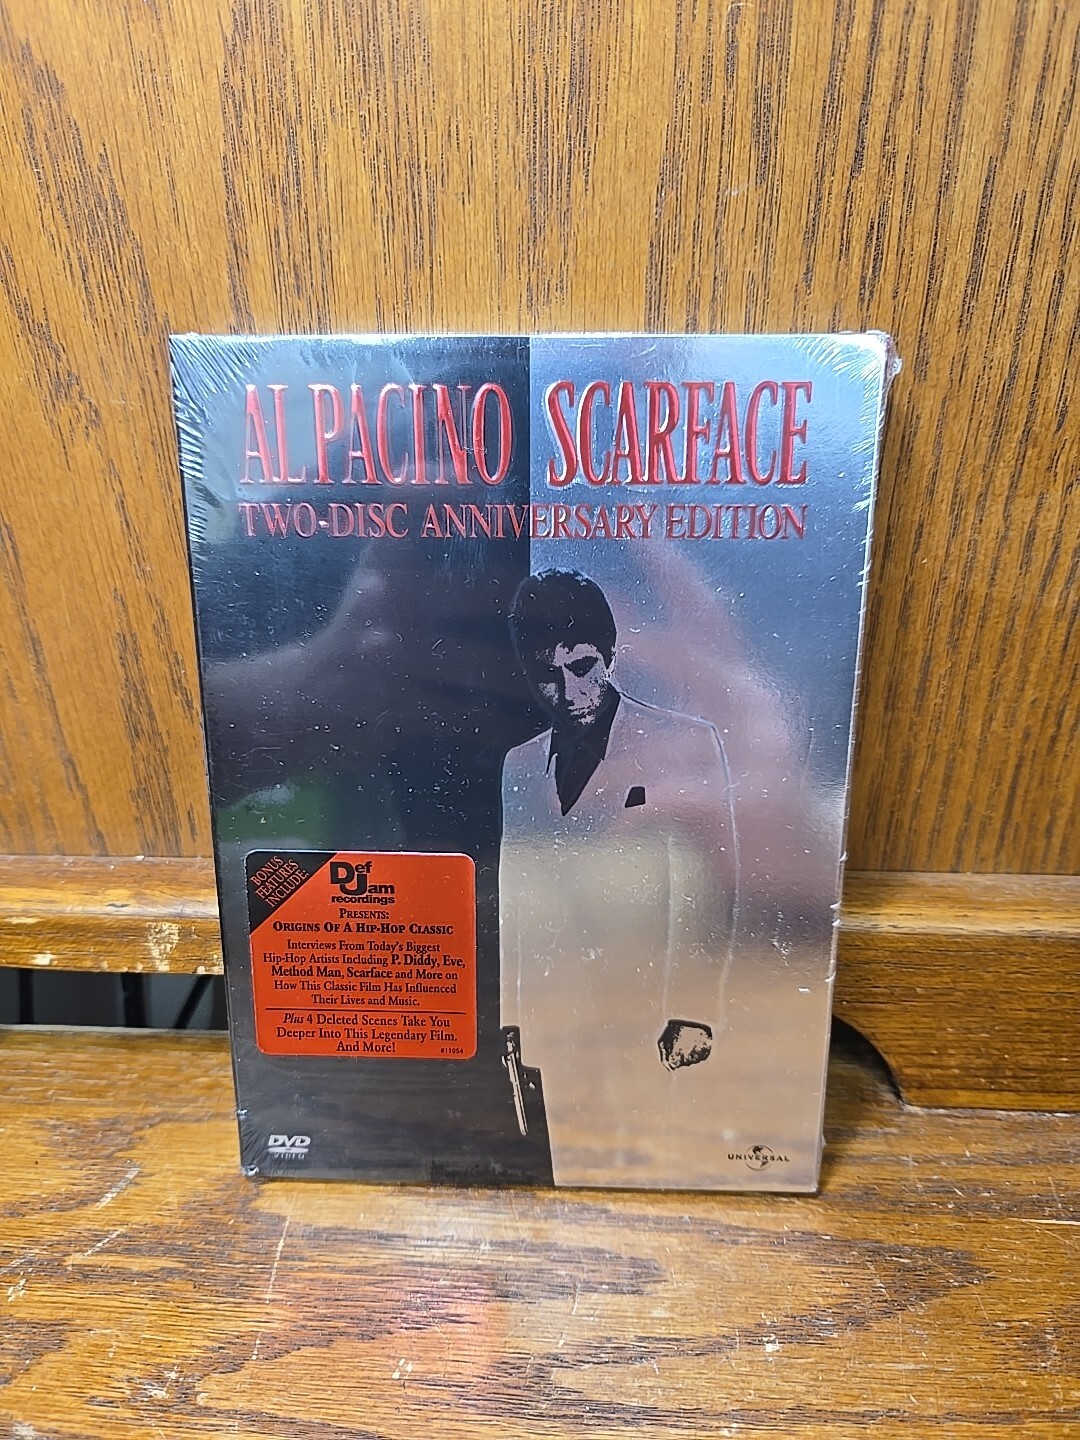 AL PACINO SCARFACE
TWO-DISC ANNIVERSARY EDITION
BONUS
FEATURES
INCLUDE:
Def
Jam
recordings
PRESENTS:
ORIGINS OF A HIP-HOP CLASSIC
Interviews From Today's Biggest
Hip-Hop Artists Including P. Diddy, Eve,
Method Man, Scarface and More on
How This Classic Film Has Influenced
Their Lives and Music.
Plus 4 Deleted Scenes Take You
Deeper Into This Legendary Film.
And More!
#11054
DVD
VIDEO
UNIVERSAL